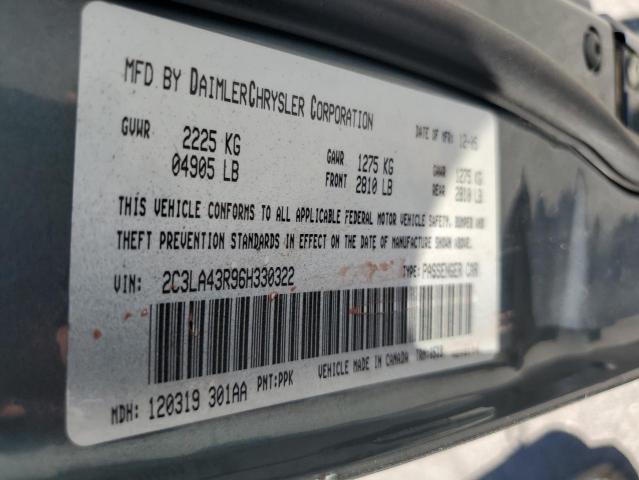 MFD BY DAIMLERCHRYSLER CORPORATION
DATE OF MFR: 12-05
GVWR 2225 KG
04905 LB
GAWR FRONT 1275 KG
2810 LB
GAWR REAR 1275 KG
2810 LB
THIS VEHICLE CONFORMS TO ALL APPLICABLE FEDERAL MOTOR VEHICLE SAFETY, BUMPER AND
THEFT PREVENTION STANDARDS IN EFFECT ON THE DATE OF MANUFACTURE SHOWN ABOVE.
VIN: 2C3LA43R96H330322
TYPE: PASSENGER CAR
MDH: 120319 301AA
PNT: PPK
VEHICLE MADE IN CANADA